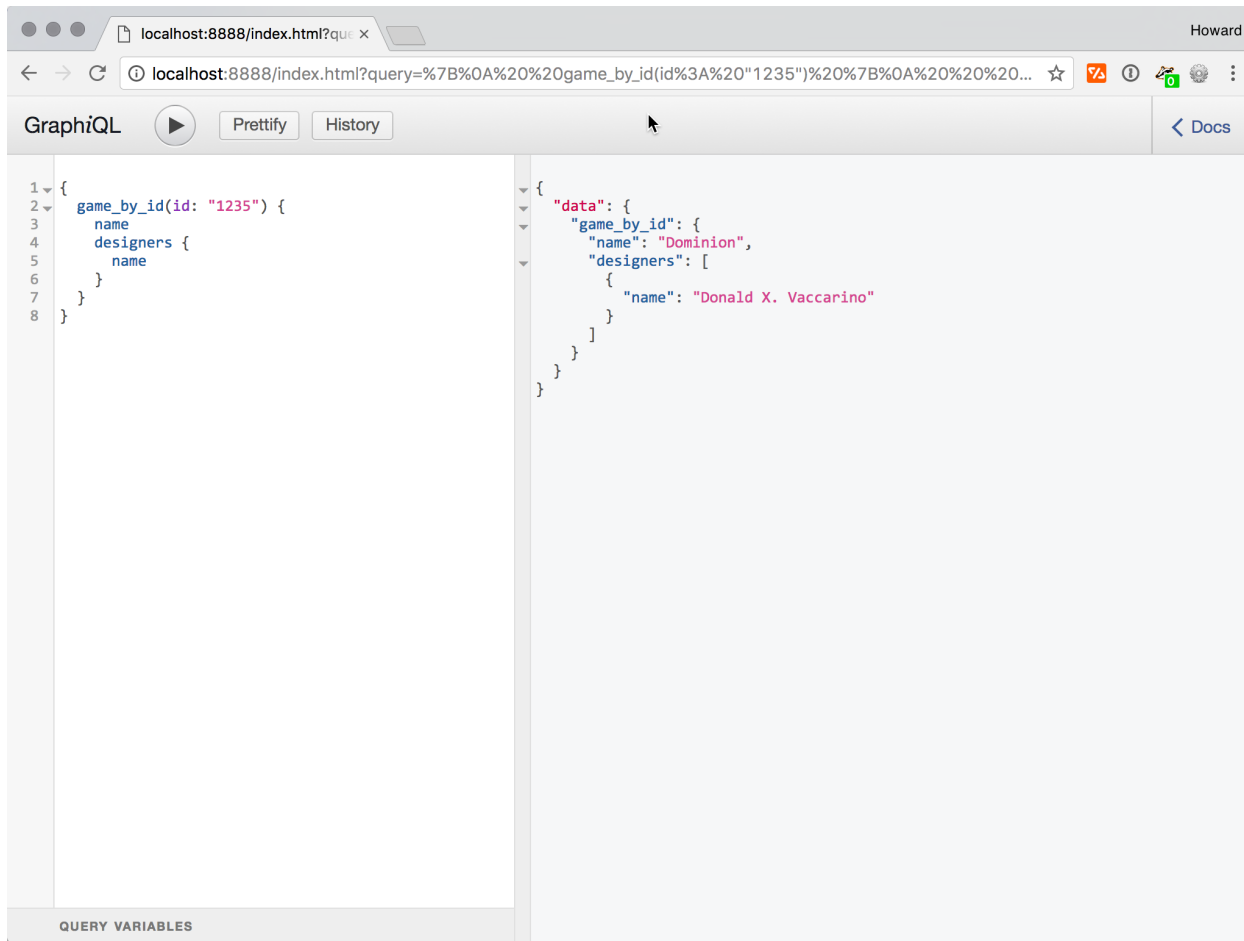 localhost:8888/index.html?que
Howard
localhost:8888/index.html?query=%7B%0A%20%20game_by_id(id%3A%20"1235")%20%7B%0A%20%20%20...
0
GraphiQL
Prettify
History
Docs
1 {
2 game_by_id(id: "1235") {
3 name
4 designers {
5 name
6 }
7 }
8 }
{
"data": {
"game_by_id": {
"name": "Dominion",
"designers": [
{
"name": "Donald X. Vaccarino"
}
]
}
}
}
QUERY VARIABLES